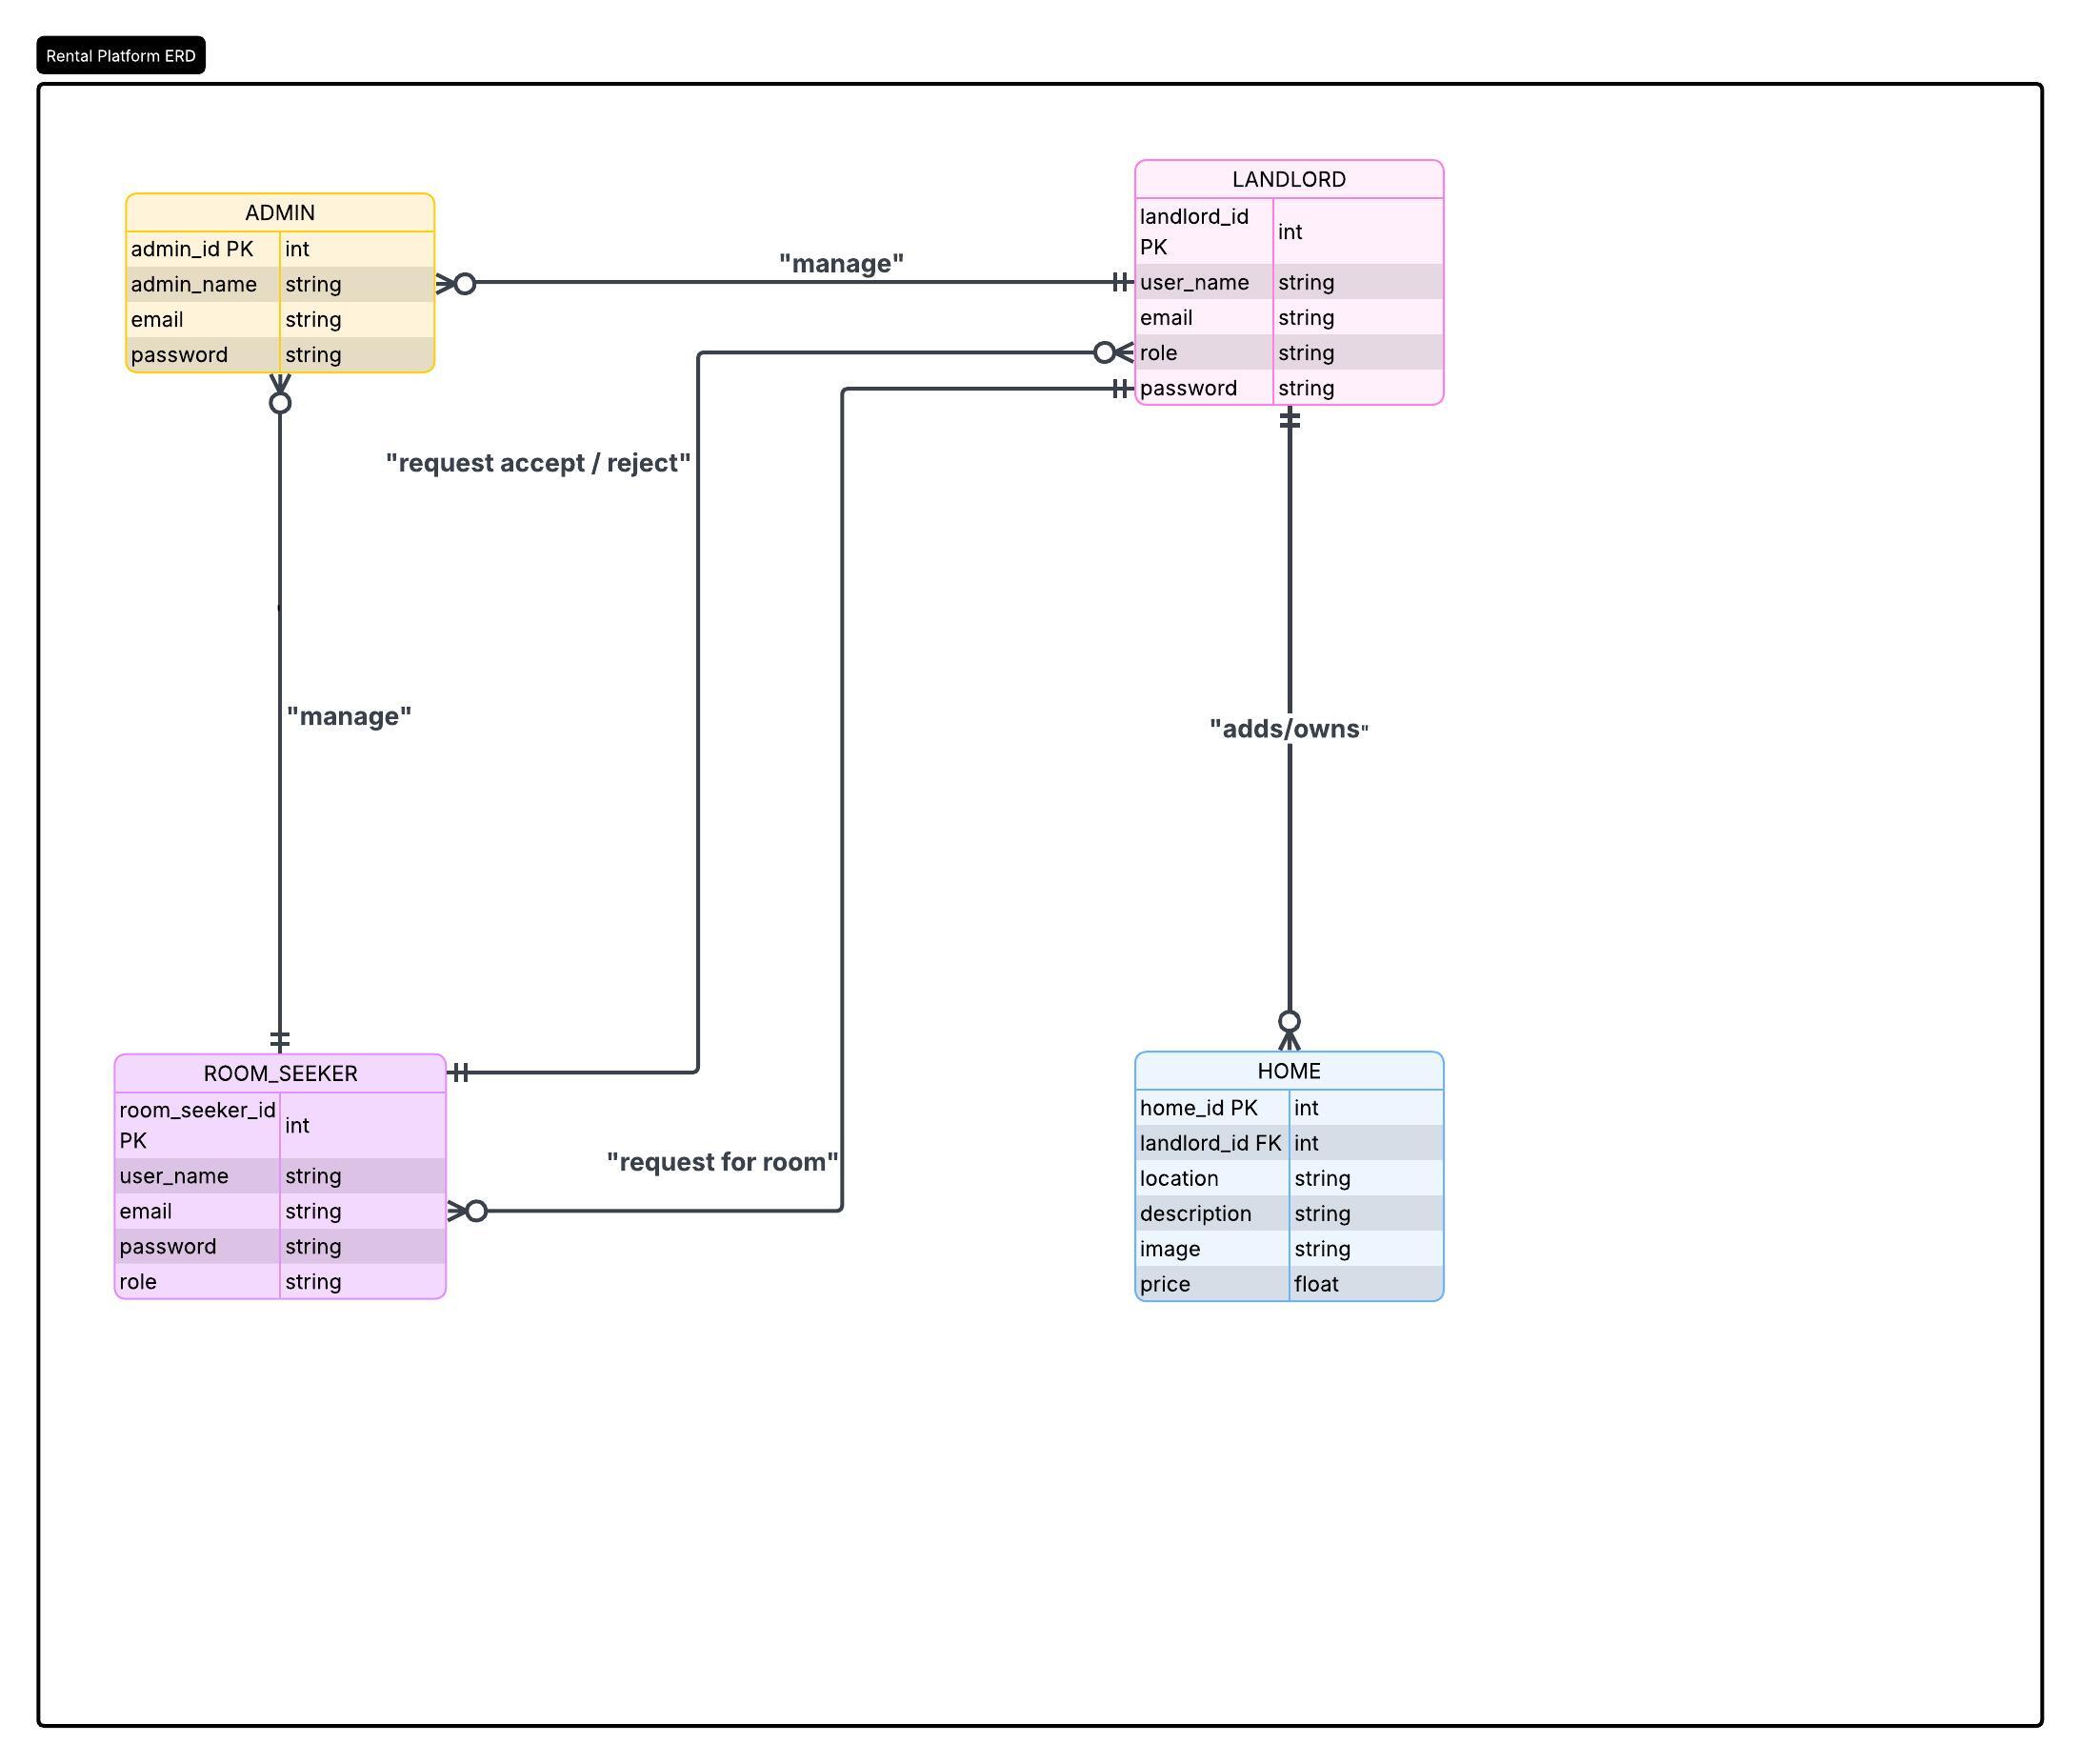 Rental Platform ERD
ADMIN
admin_id PK int
admin_name string
email string
password string
"manage"
LANDLORD
landlord_id
PK
int
user_name string
email string
role string
password string
"request accept / reject"
"manage"
"adds/owns"
ROOM_SEEKER
room_seeker_id
PK
int
user_name string
email string
password string
role string
"request for room"
HOME
home_id PK int
landlord_id FK int
location string
description string
image string
price float